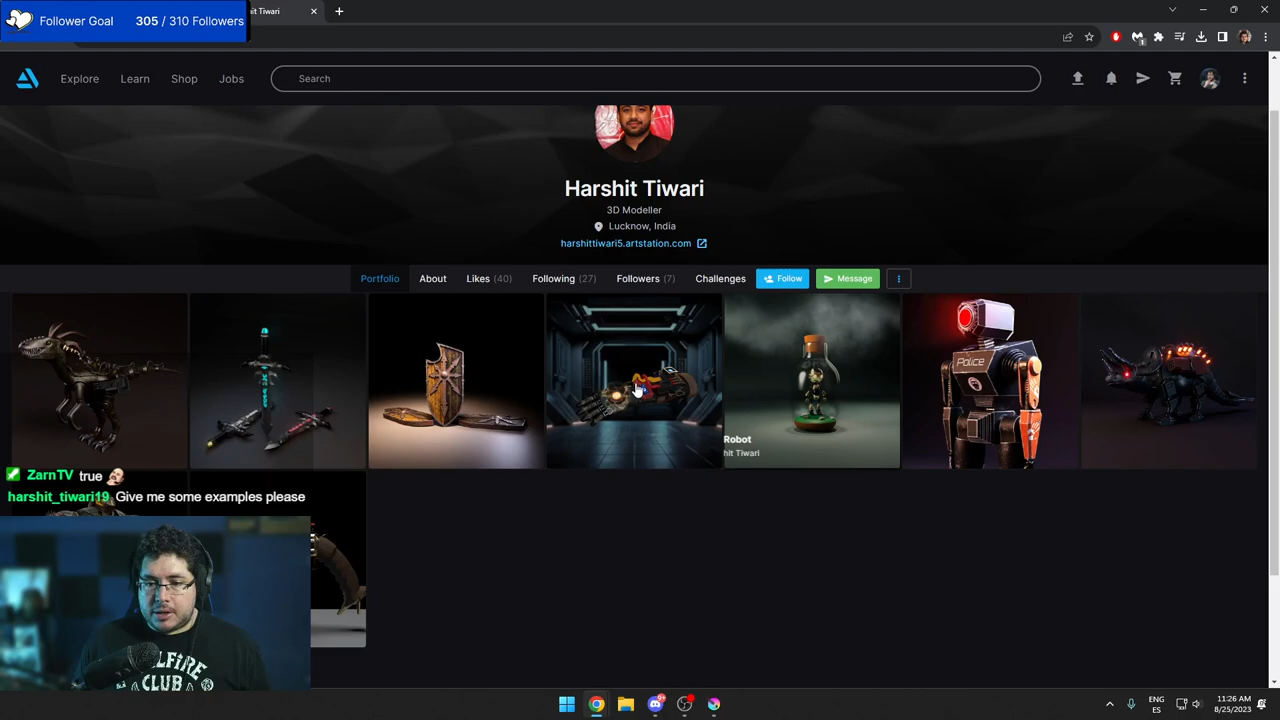 Follower Goal 305 / 310 Followers
it Tiwari
Explore Learn Shop Jobs
Search
Harshit Tiwari
3D Modeller
Lucknow, India
harshittiwari5.artstation.com
Portfolio About Likes (40) Following (27) Followers (7) Challenges Follow Message
Police
Robot
hit Tiwari
ZarnTV true
harshit_tiwari19 Give me some examples please
LFIRE
CLUB
ENG
ES
11:26 AM
8/25/2023